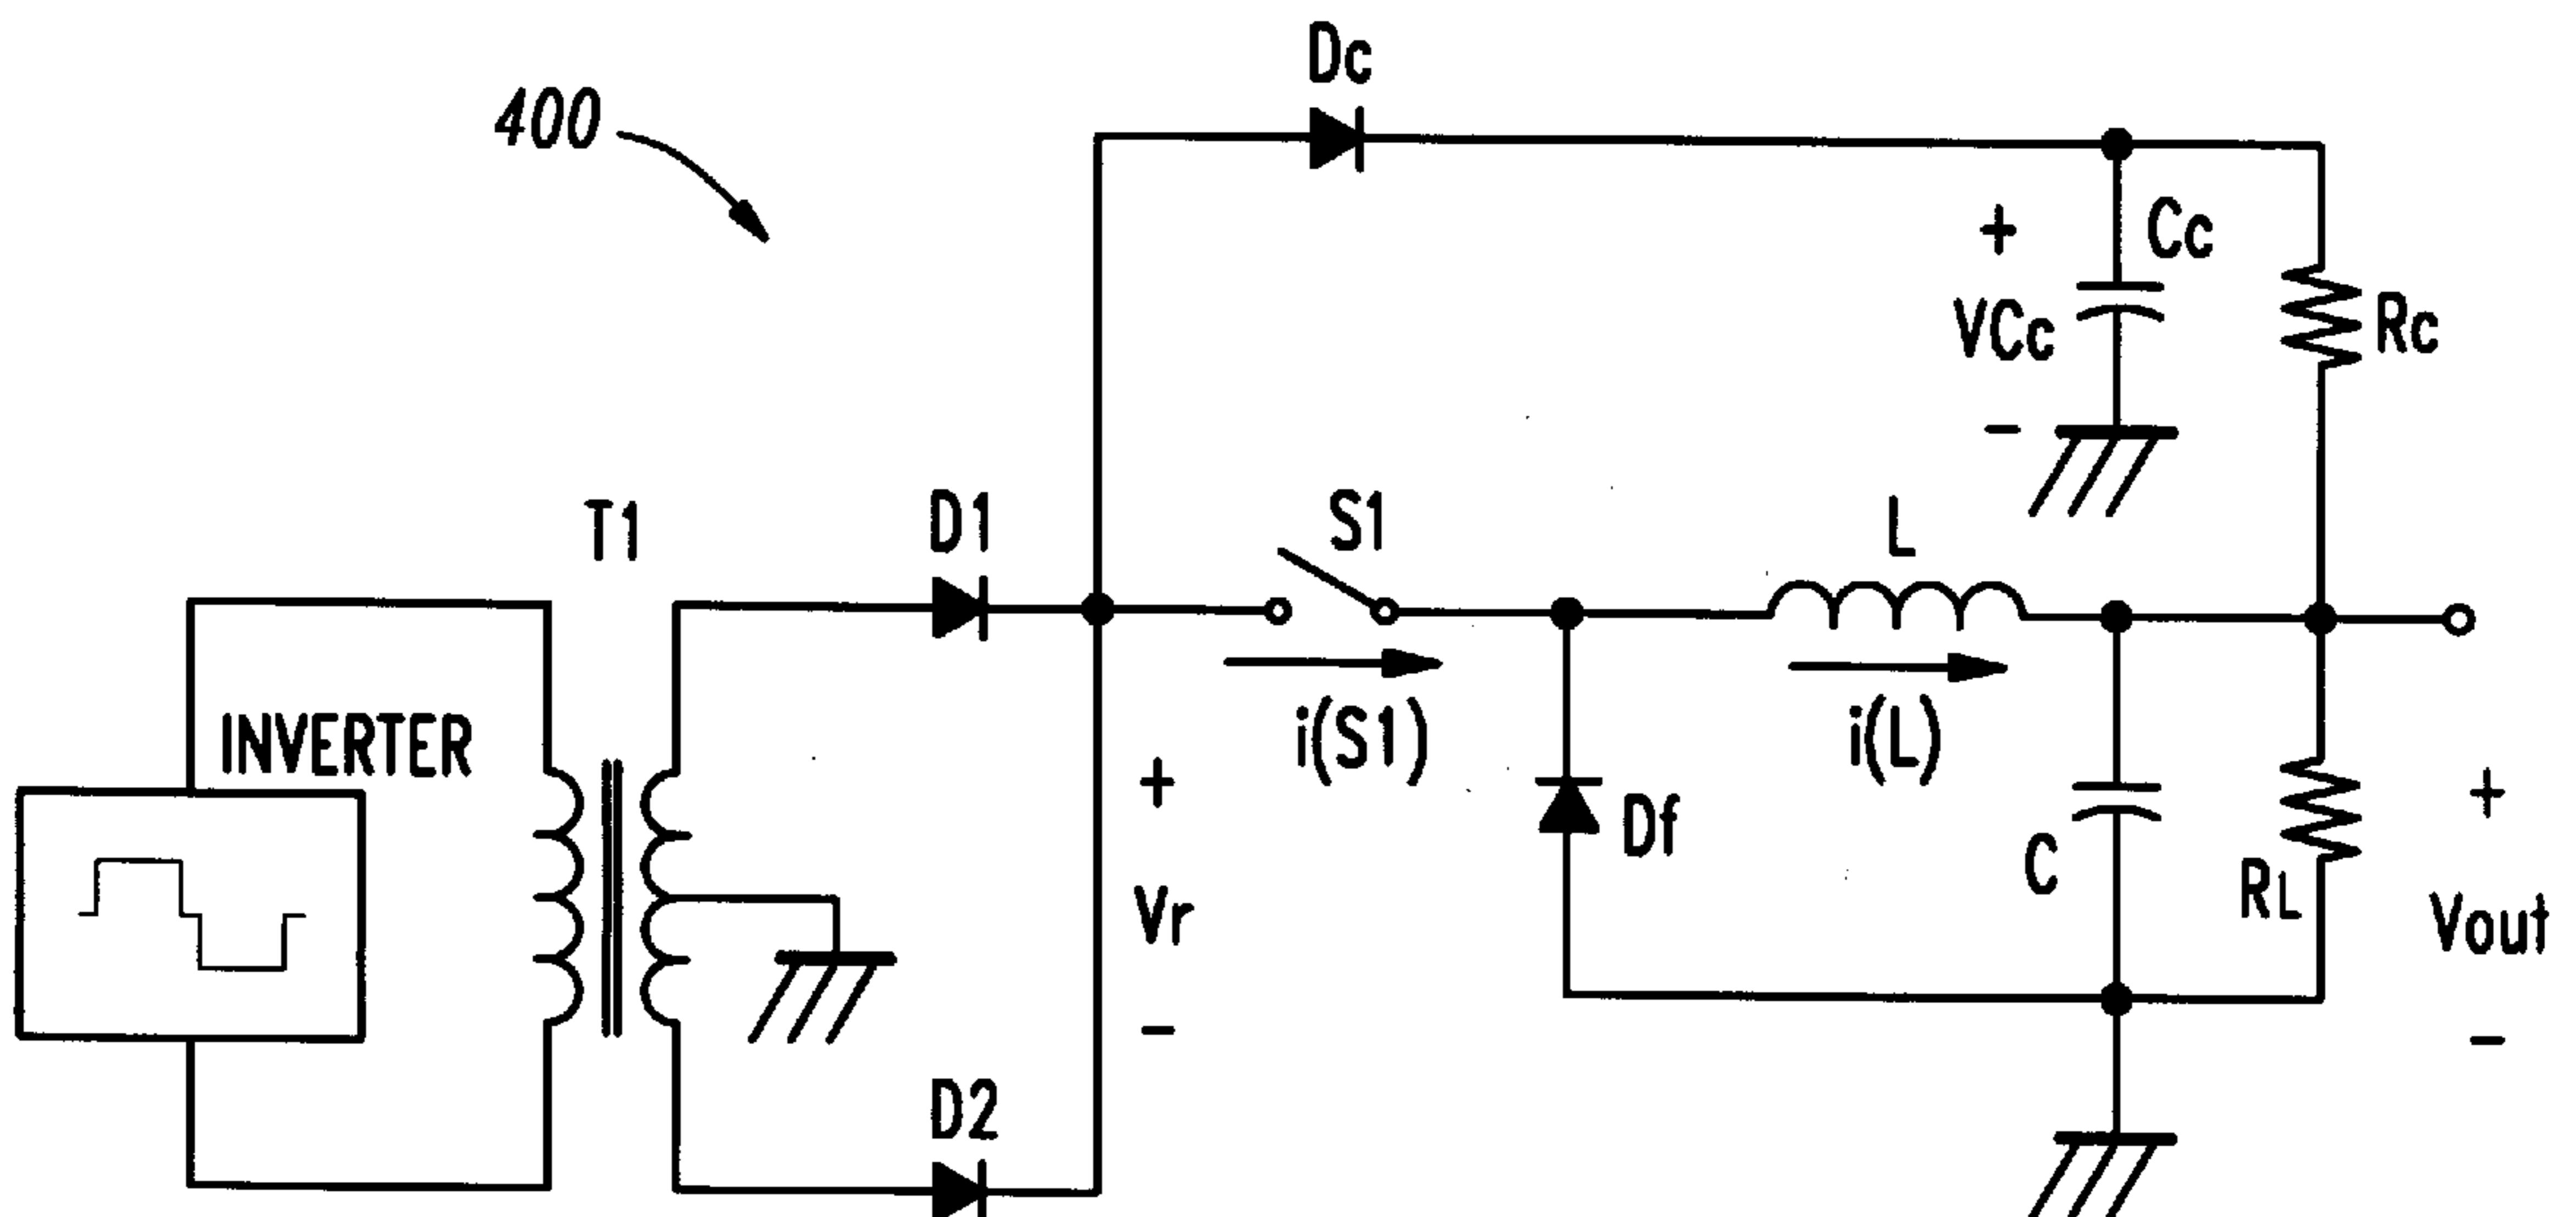 Dc
400
+
Cc
VCc
Rc
−
T1
D1
S1
L
INVERTER
i(S1)
i(L)
+
Vr
−
Df
C
RL
+
Vout
−
D2